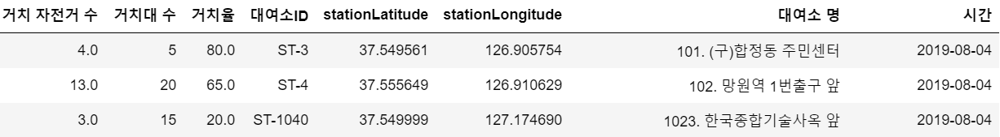 거치 자전거 수 거치대 수 거치율 대여소ID stationLatitude stationLongitude 대여소 명 시간
4.0 5 80.0 ST-3 37.549561 126.905754 101. (구)합정동 주민센터 2019-08-04
13.0 20 65.0 ST-4 37.555649 126.910629 102. 망원역 1번출구 앞 2019-08-04
3.0 15 20.0 ST-1040 37.549999 127.174690 1023. 한국종합기술사옥 앞 2019-08-04